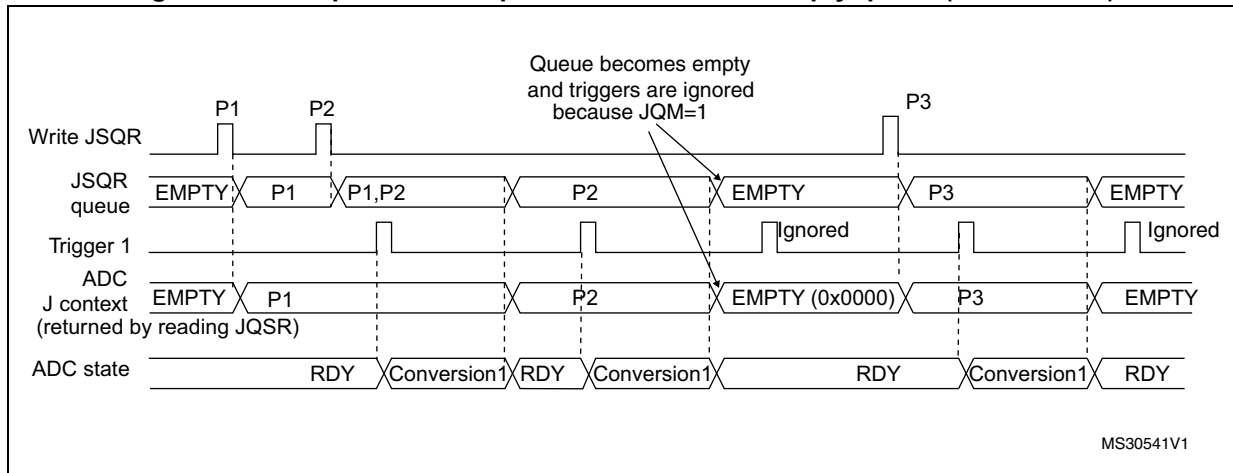 Queue becomes empty
and triggers are ignored
because JQM=1
P1
P2
P3
Write JSQR
JSQR
queue
EMPTY
P1
P1,P2
P2
EMPTY
P3
EMPTY
Trigger 1
Ignored
Ignored
ADC
J context
(returned by reading JQSR)
EMPTY
P1
P2
EMPTY (0x0000)
P3
EMPTY
ADC state
RDY
Conversion1
RDY
Conversion1
RDY
Conversion1
RDY
MS30541V1